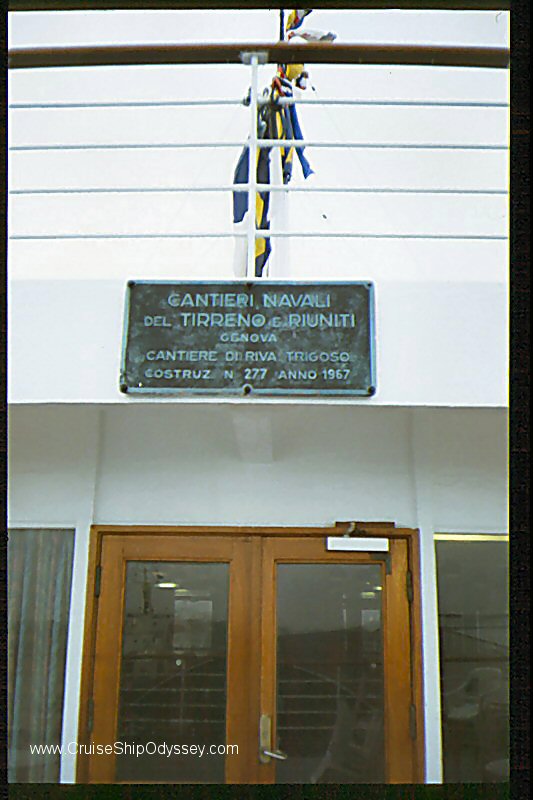 CANTIERI NAVALI
DEL TIRRENO E RIUNITI
GENOVA
CANTIERE DI RIVA TRIGOSO
COSTRUZ. N. 277 ANNO 1967
www.CruiseShipOdyssey.com